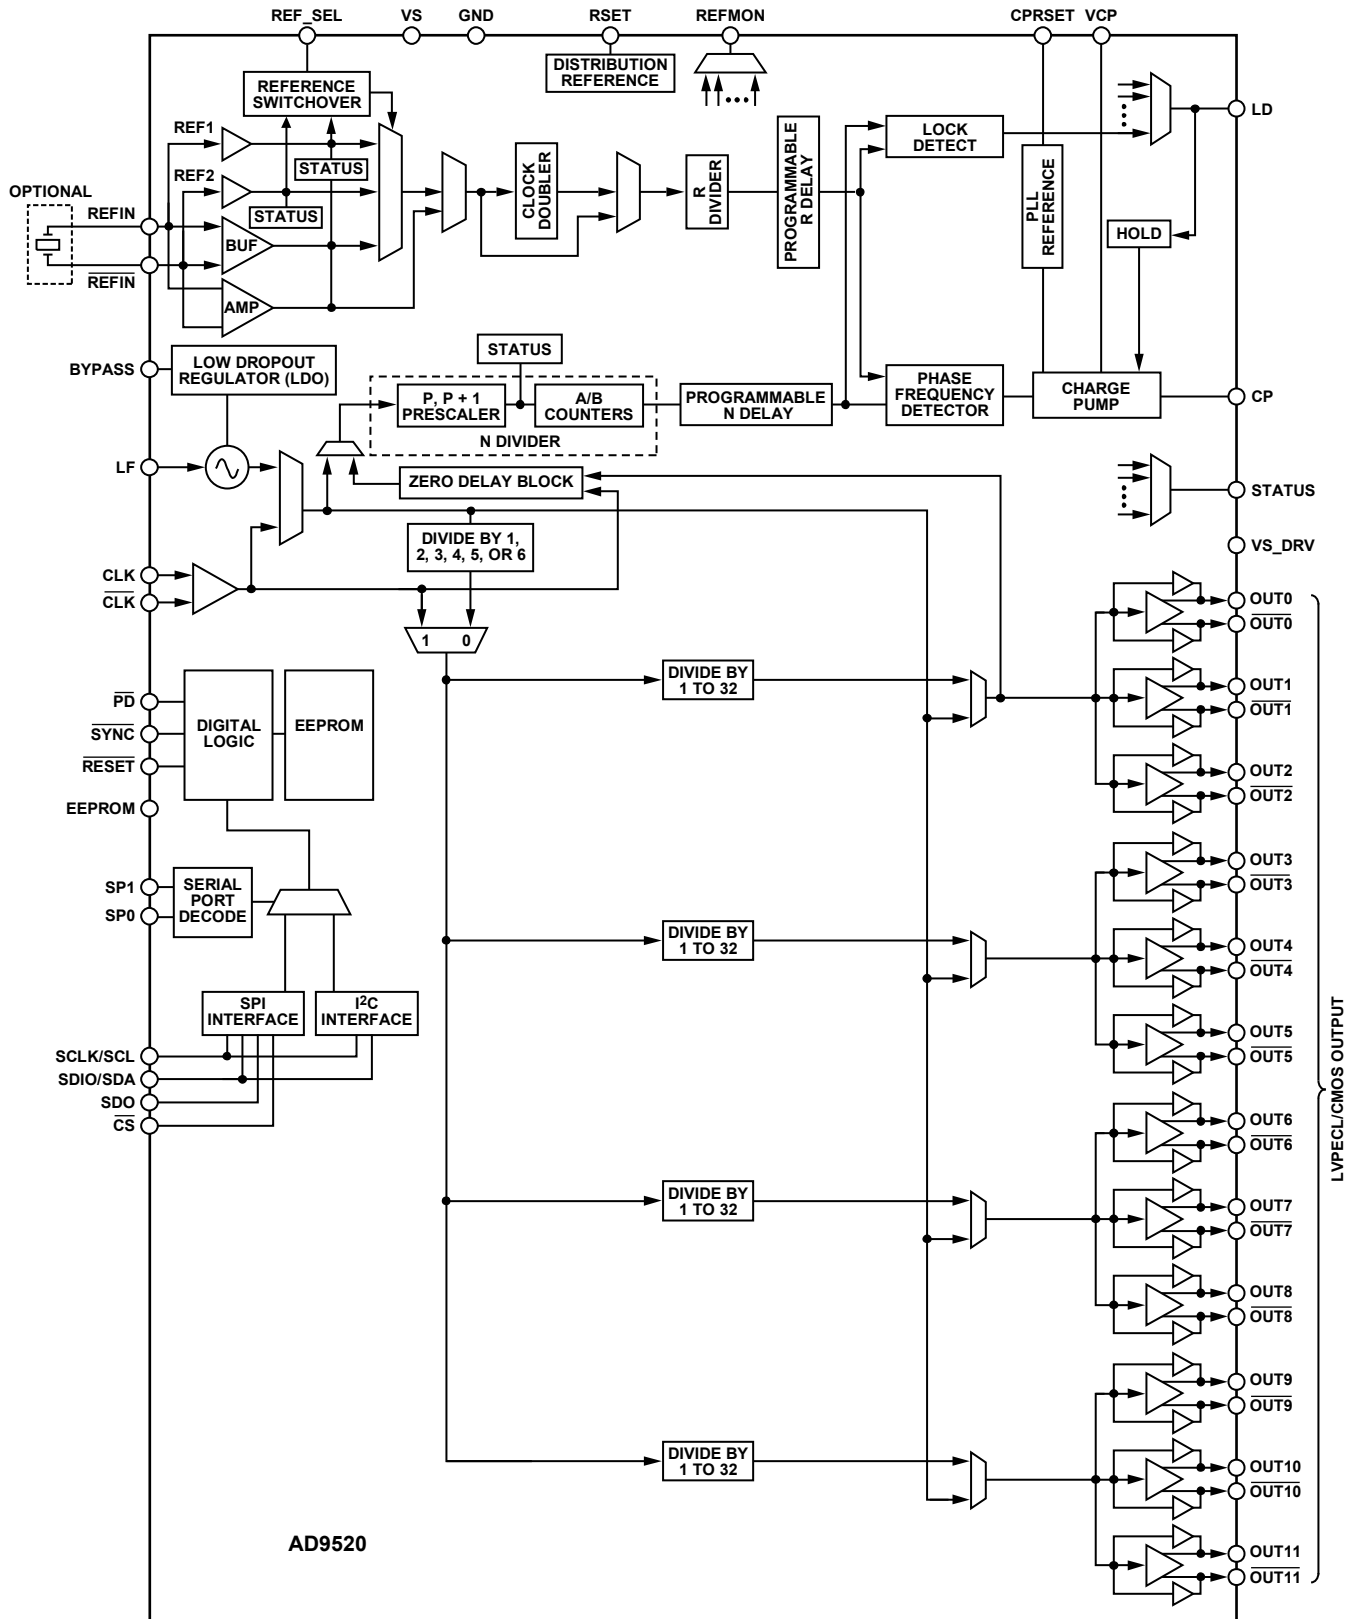 REF_SEL
VS
GND
RSET
REFMON
CPRSET
VCP
REFERENCE
SWITCHOVER
DISTRIBUTION
REFERENCE
REF1
REF2
STATUS
STATUS
OPTIONAL
REFIN
REFIN
BUF
AMP
CLOCK
DOUBLER
R
DIVIDER
PROGRAMMABLE
R DELAY
LOCK
DETECT
PLL
REFERENCE
HOLD
LD
BYPASS
LOW DROPOUT
REGULATOR (LDO)
STATUS
P, P + 1
PRESCALER
A/B
COUNTERS
N DIVIDER
PROGRAMMABLE
N DELAY
PHASE
FREQUENCY
DETECTOR
CHARGE
PUMP
CP
LF
ZERO DELAY BLOCK
STATUS
DIVIDE BY 1,
2, 3, 4, 5, OR 6
VS_DRV
CLK
CLK
1 0
OUT0
OUT0
DIVIDE BY
1 TO 32
OUT1
OUT1
OUT2
OUT2
PD
SYNC
RESET
DIGITAL
LOGIC
EEPROM
EEPROM
SP1
SP0
SERIAL
PORT
DECODE
OUT3
OUT3
DIVIDE BY
1 TO 32
OUT4
OUT4
OUT5
OUT5
SPI
INTERFACE
I2C
INTERFACE
SCLK/SCL
SDIO/SDA
SDO
CS
LVPECL/CMOS OUTPUT
OUT6
OUT6
DIVIDE BY
1 TO 32
OUT7
OUT7
OUT8
OUT8
OUT9
OUT9
DIVIDE BY
1 TO 32
OUT10
OUT10
OUT11
OUT11
AD9520